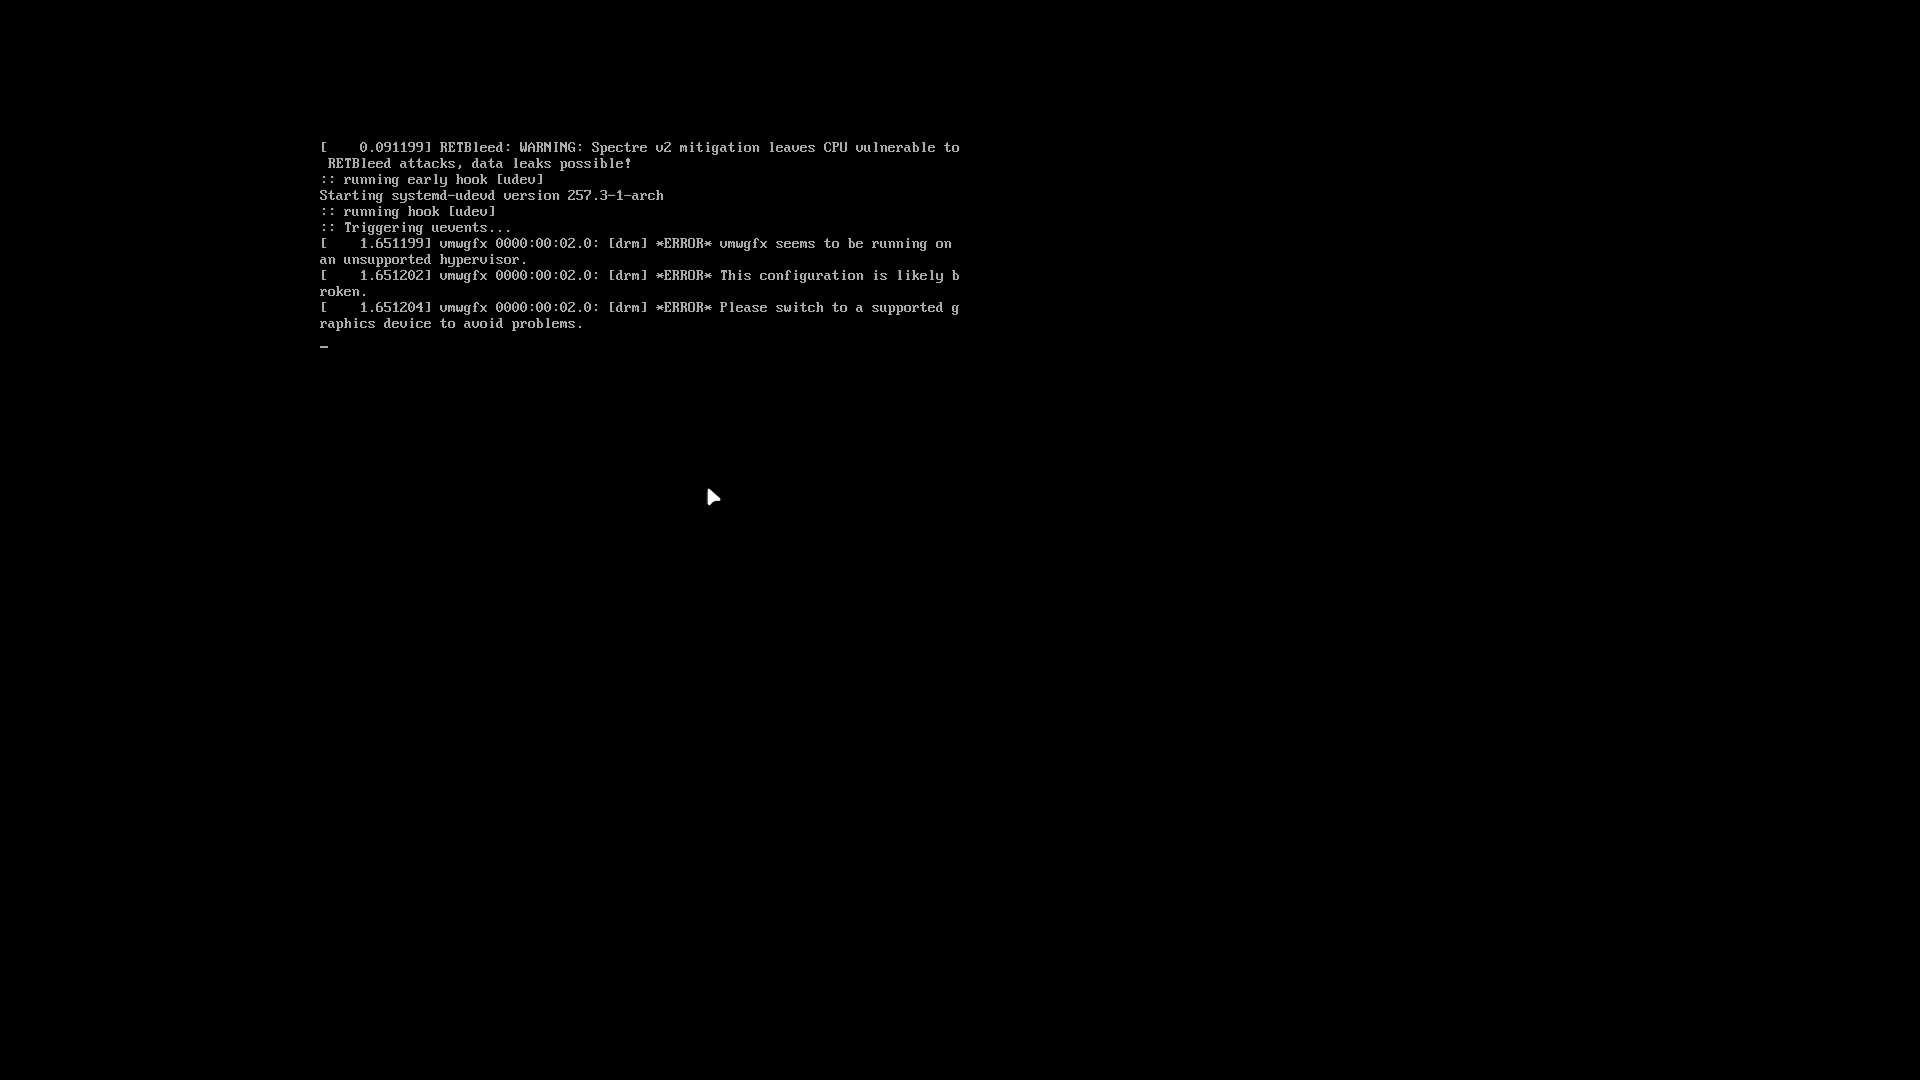 [    0.091199] RETBleed: WARNING: Spectre v2 mitigation leaves CPU vulnerable to
 RETBleed attacks, data leaks possible!
:: running early hook [udev]
Starting systemd-udevd version 257.3-1-arch
:: running hook [udev]
:: Triggering uevents...
[    1.651199] vmwgfx 0000:00:02.0: [drm] *ERROR* vmwgfx seems to be running on
an unsupported hypervisor.
[    1.651202] vmwgfx 0000:00:02.0: [drm] *ERROR* This configuration is likely b
roken.
[    1.651204] vmwgfx 0000:00:02.0: [drm] *ERROR* Please switch to a supported g
raphics device to avoid problems.
_